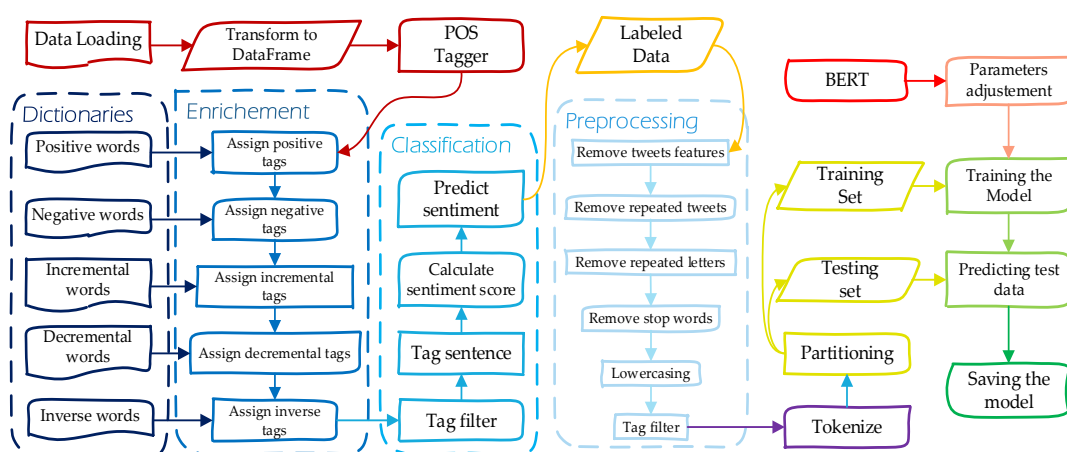 Data Loading
Transform to
DataFrame
POS
Tagger
Labeled
Data
BERT
Parameters
adjustement
Dictionaries
Positive words
Negative words
Incremental
words
Decremental
words
Inverse words
Enrichement
Assign positive
tags
Assign negative
tags
Assign incremental
tags
Assign decremental tags
Assign inverse
tags
Classification
Predict
sentiment
Calculate
sentiment score
Tag sentence
Tag filter
Preprocessing
Remove tweets features
Remove repeated tweets
Remove repeated letters
Remove stop words
Lowercasing
Tag filter
Training
Set
Testing
set
Partitioning
Tokenize
Training the
Model
Predicting test
data
Saving the
model